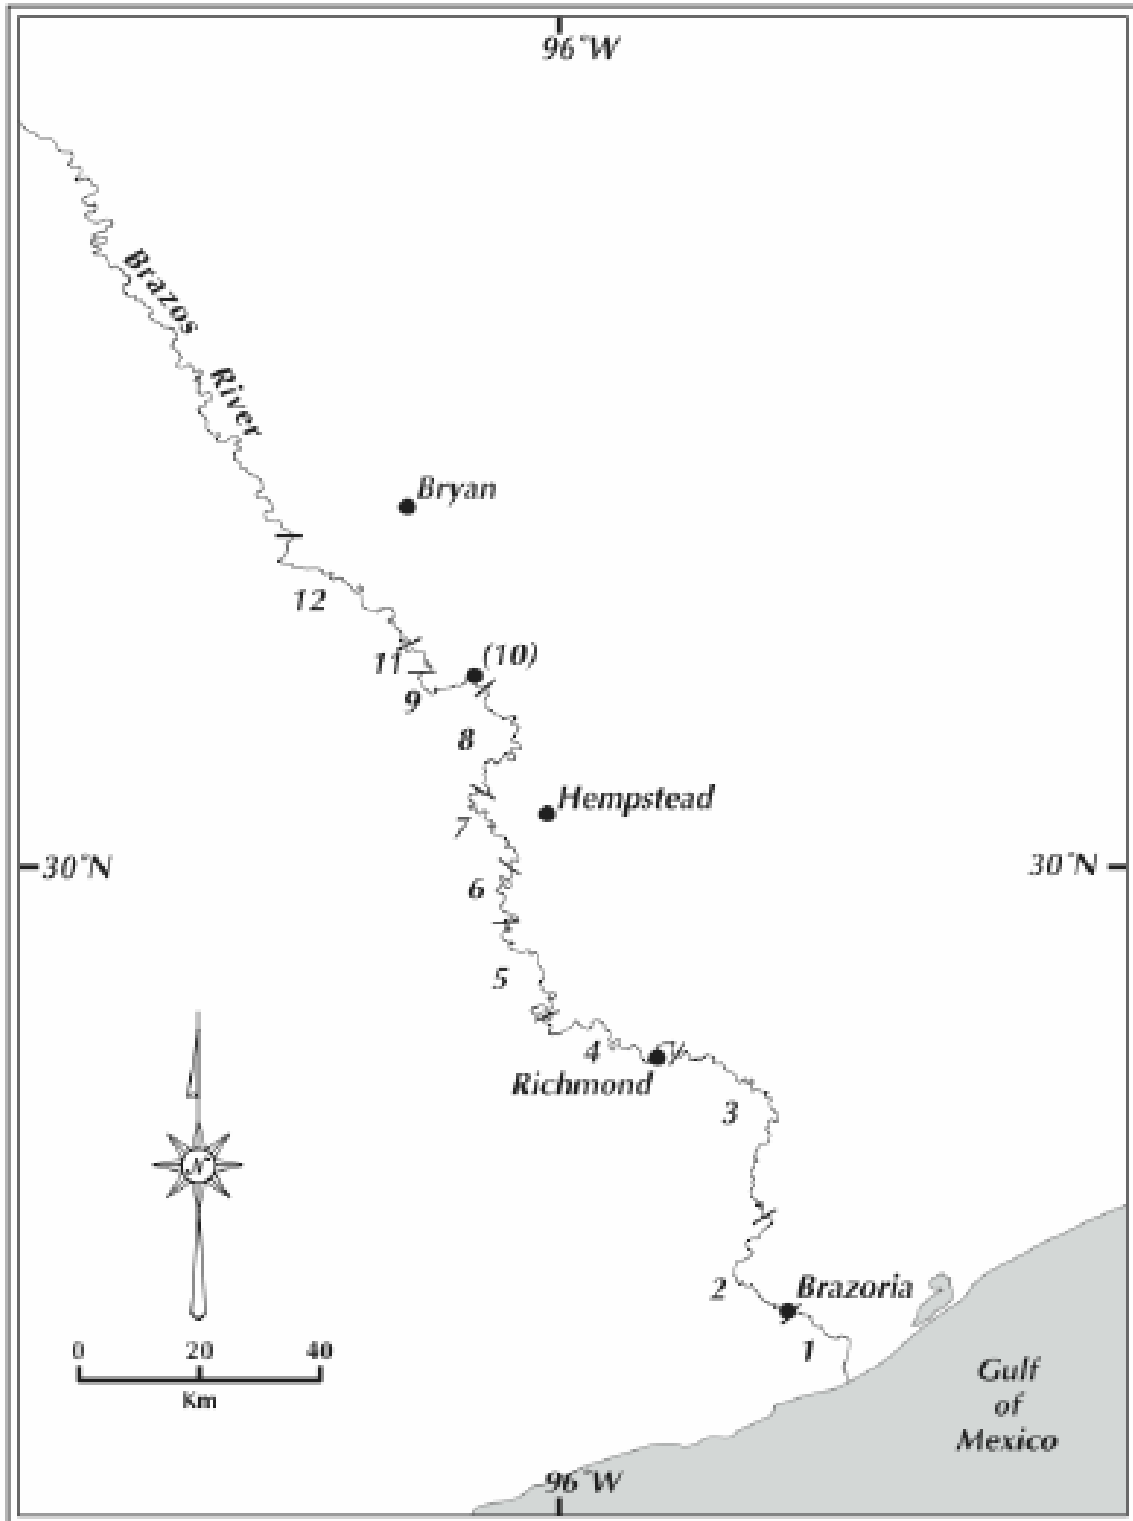 96°W
Brazos
River
Bryan
12
11
(10)
9
8
Hempstead
7
30°N
30°N
6
5
4
Richmond
3
N
2
Brazoria
1
0 20 40
Km
Gulf
of
Mexico
96°W